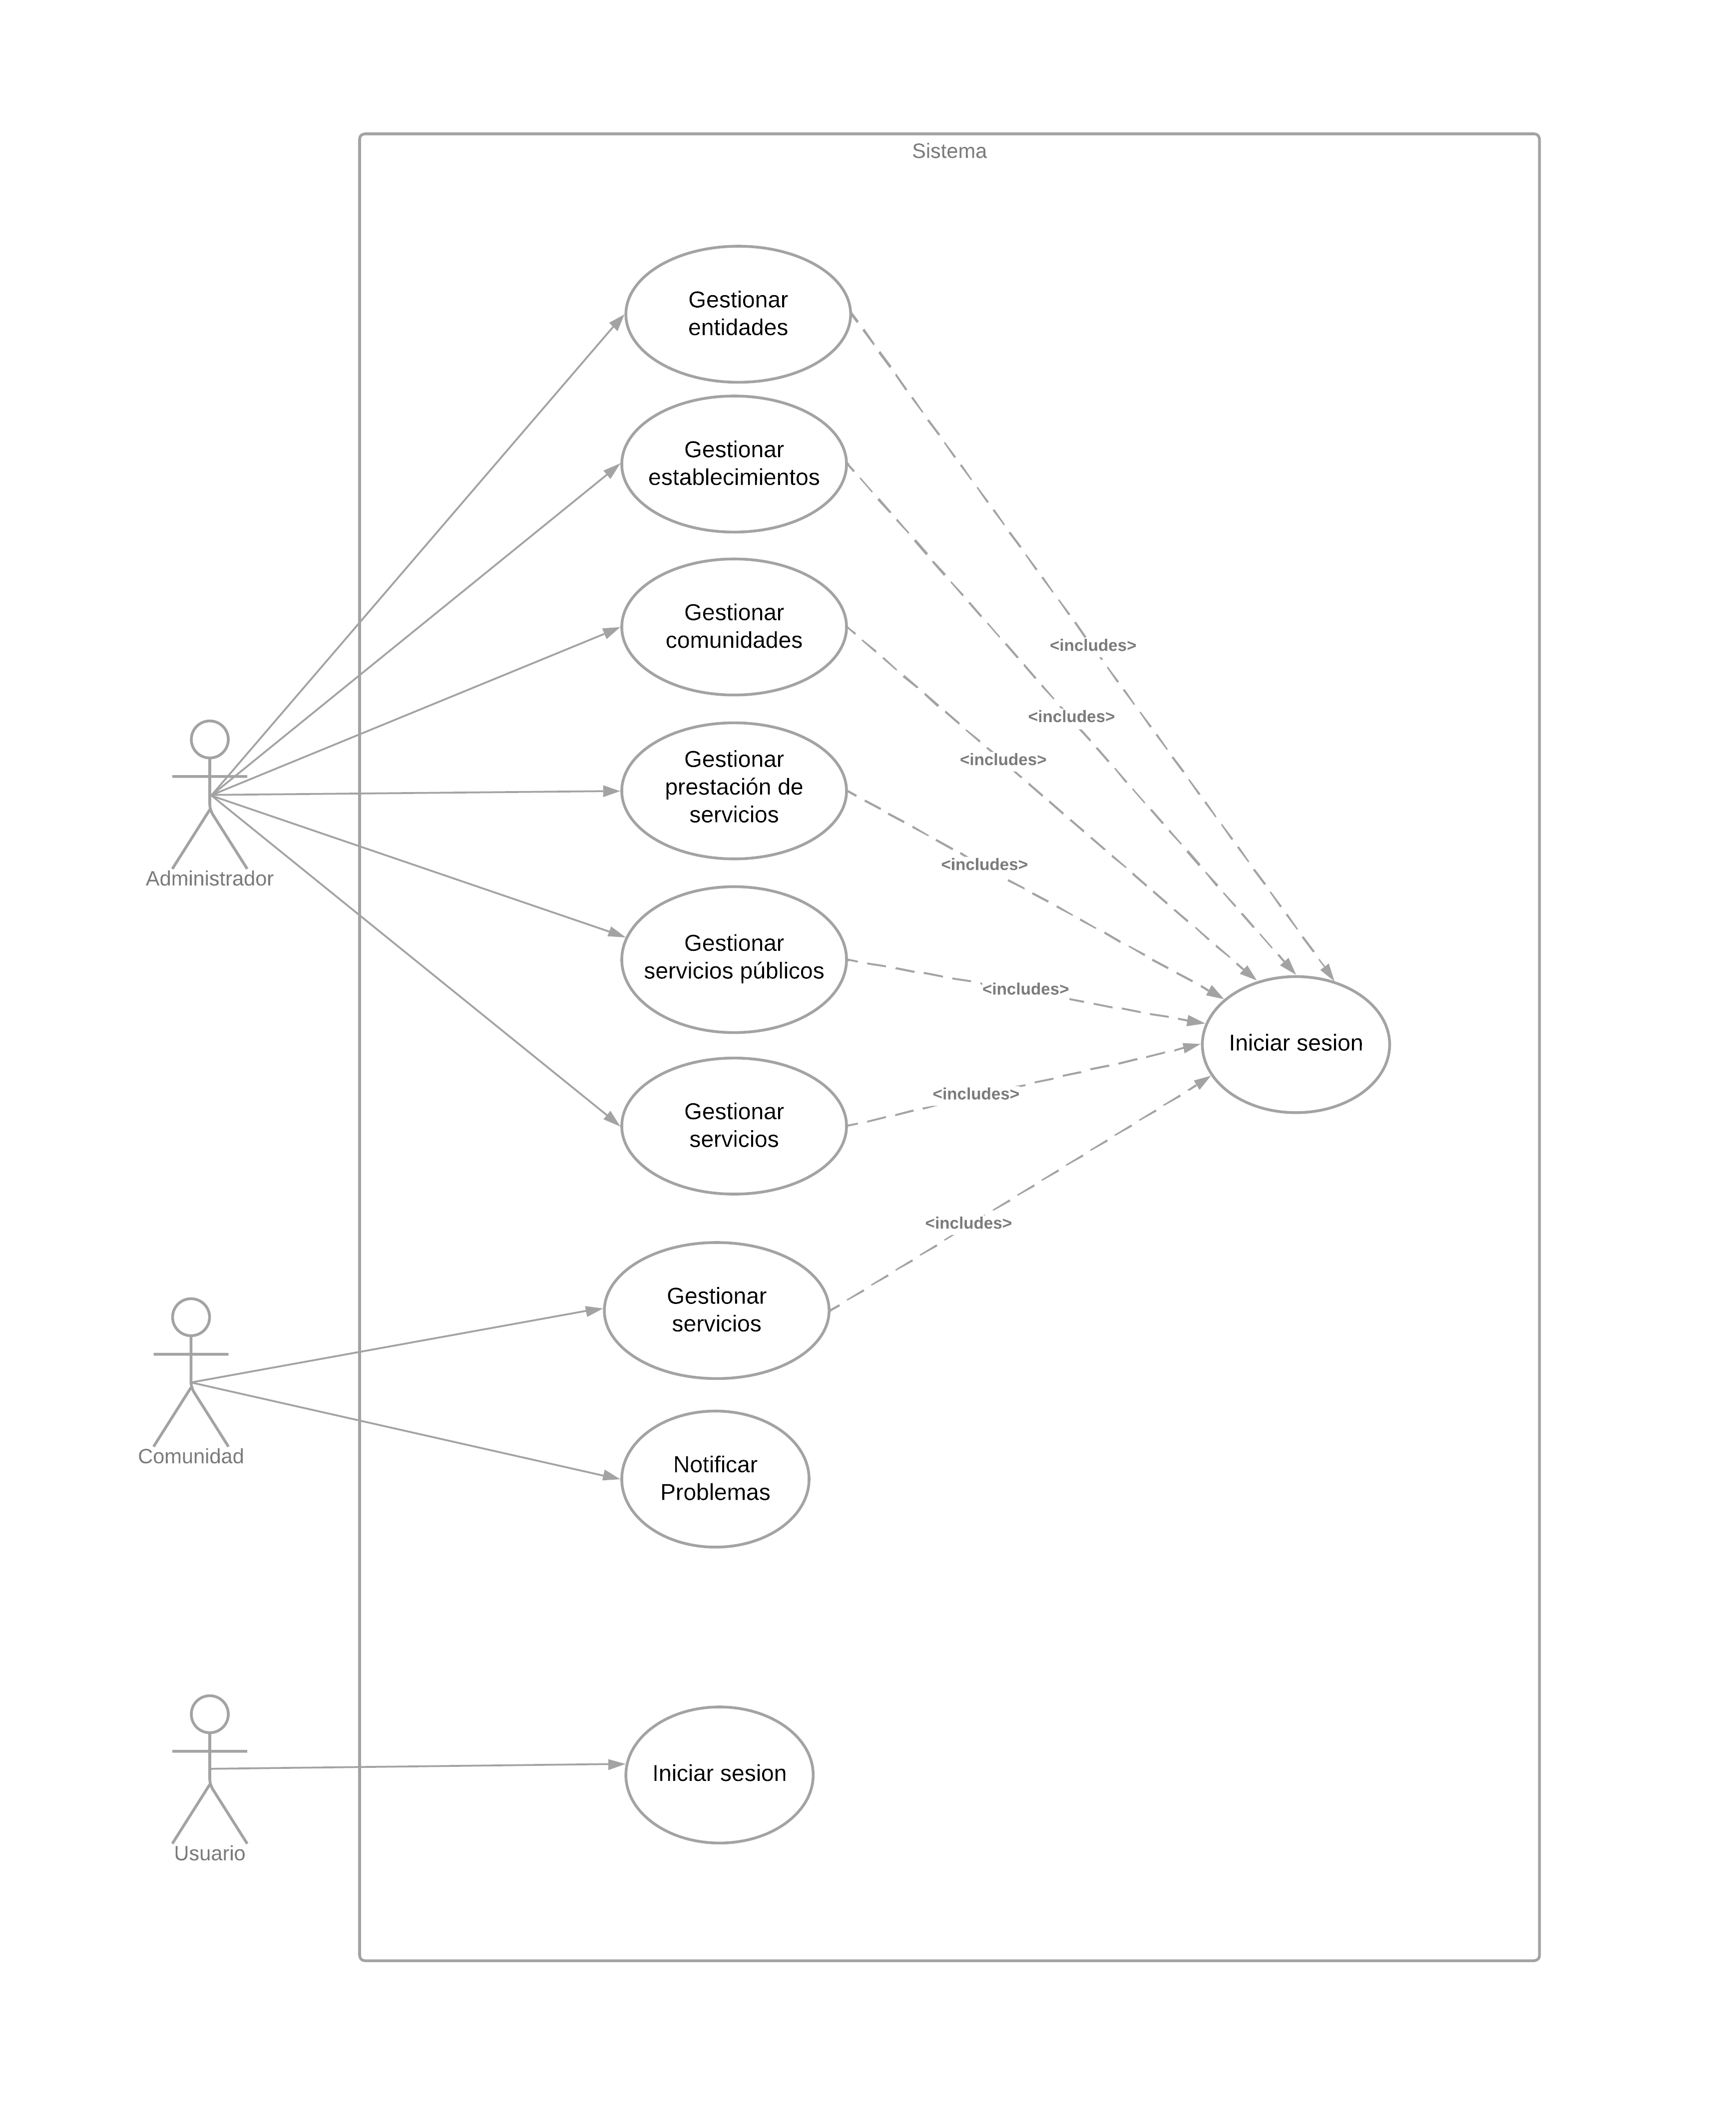 Sistema
Gestionar
entidades
Gestionar
establecimientos
Gestionar
comunidades
<includes>
<includes>
<includes>
Gestionar
prestación de
servicios
<includes>
Administrador
Gestionar
servicios públicos
<includes>
Iniciar sesion
<includes>
Gestionar
servicios
<includes>
Gestionar
servicios
Comunidad
Notificar
Problemas
Iniciar sesion
Usuario